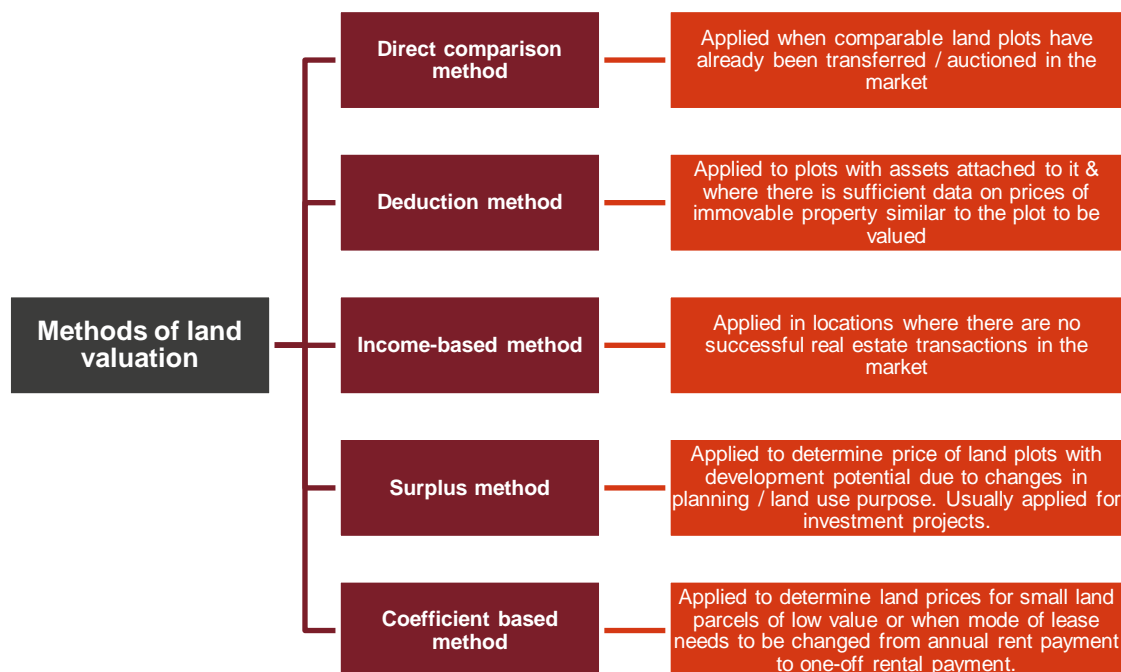 Direct comparison
method
Applied when comparable land plots have
already been transferred / auctioned in the
market
Deduction method
Applied to plots with assets attached to it &
where there is sufficient data on prices of
immovable property similar to the plot to be
valued
Methods of land
valuation
Income-based method
Applied in locations where there are no
successful real estate transactions in the
market
Surplus method
Applied to determine price of land plots with
development potential due to changes in
planning / land use purpose. Usually applied for
investment projects.
Coefficient based
method
Applied to determine land prices for small land
parcels of low value or when mode of lease
needs to be changed from annual rent payment
to one-off rental payment.